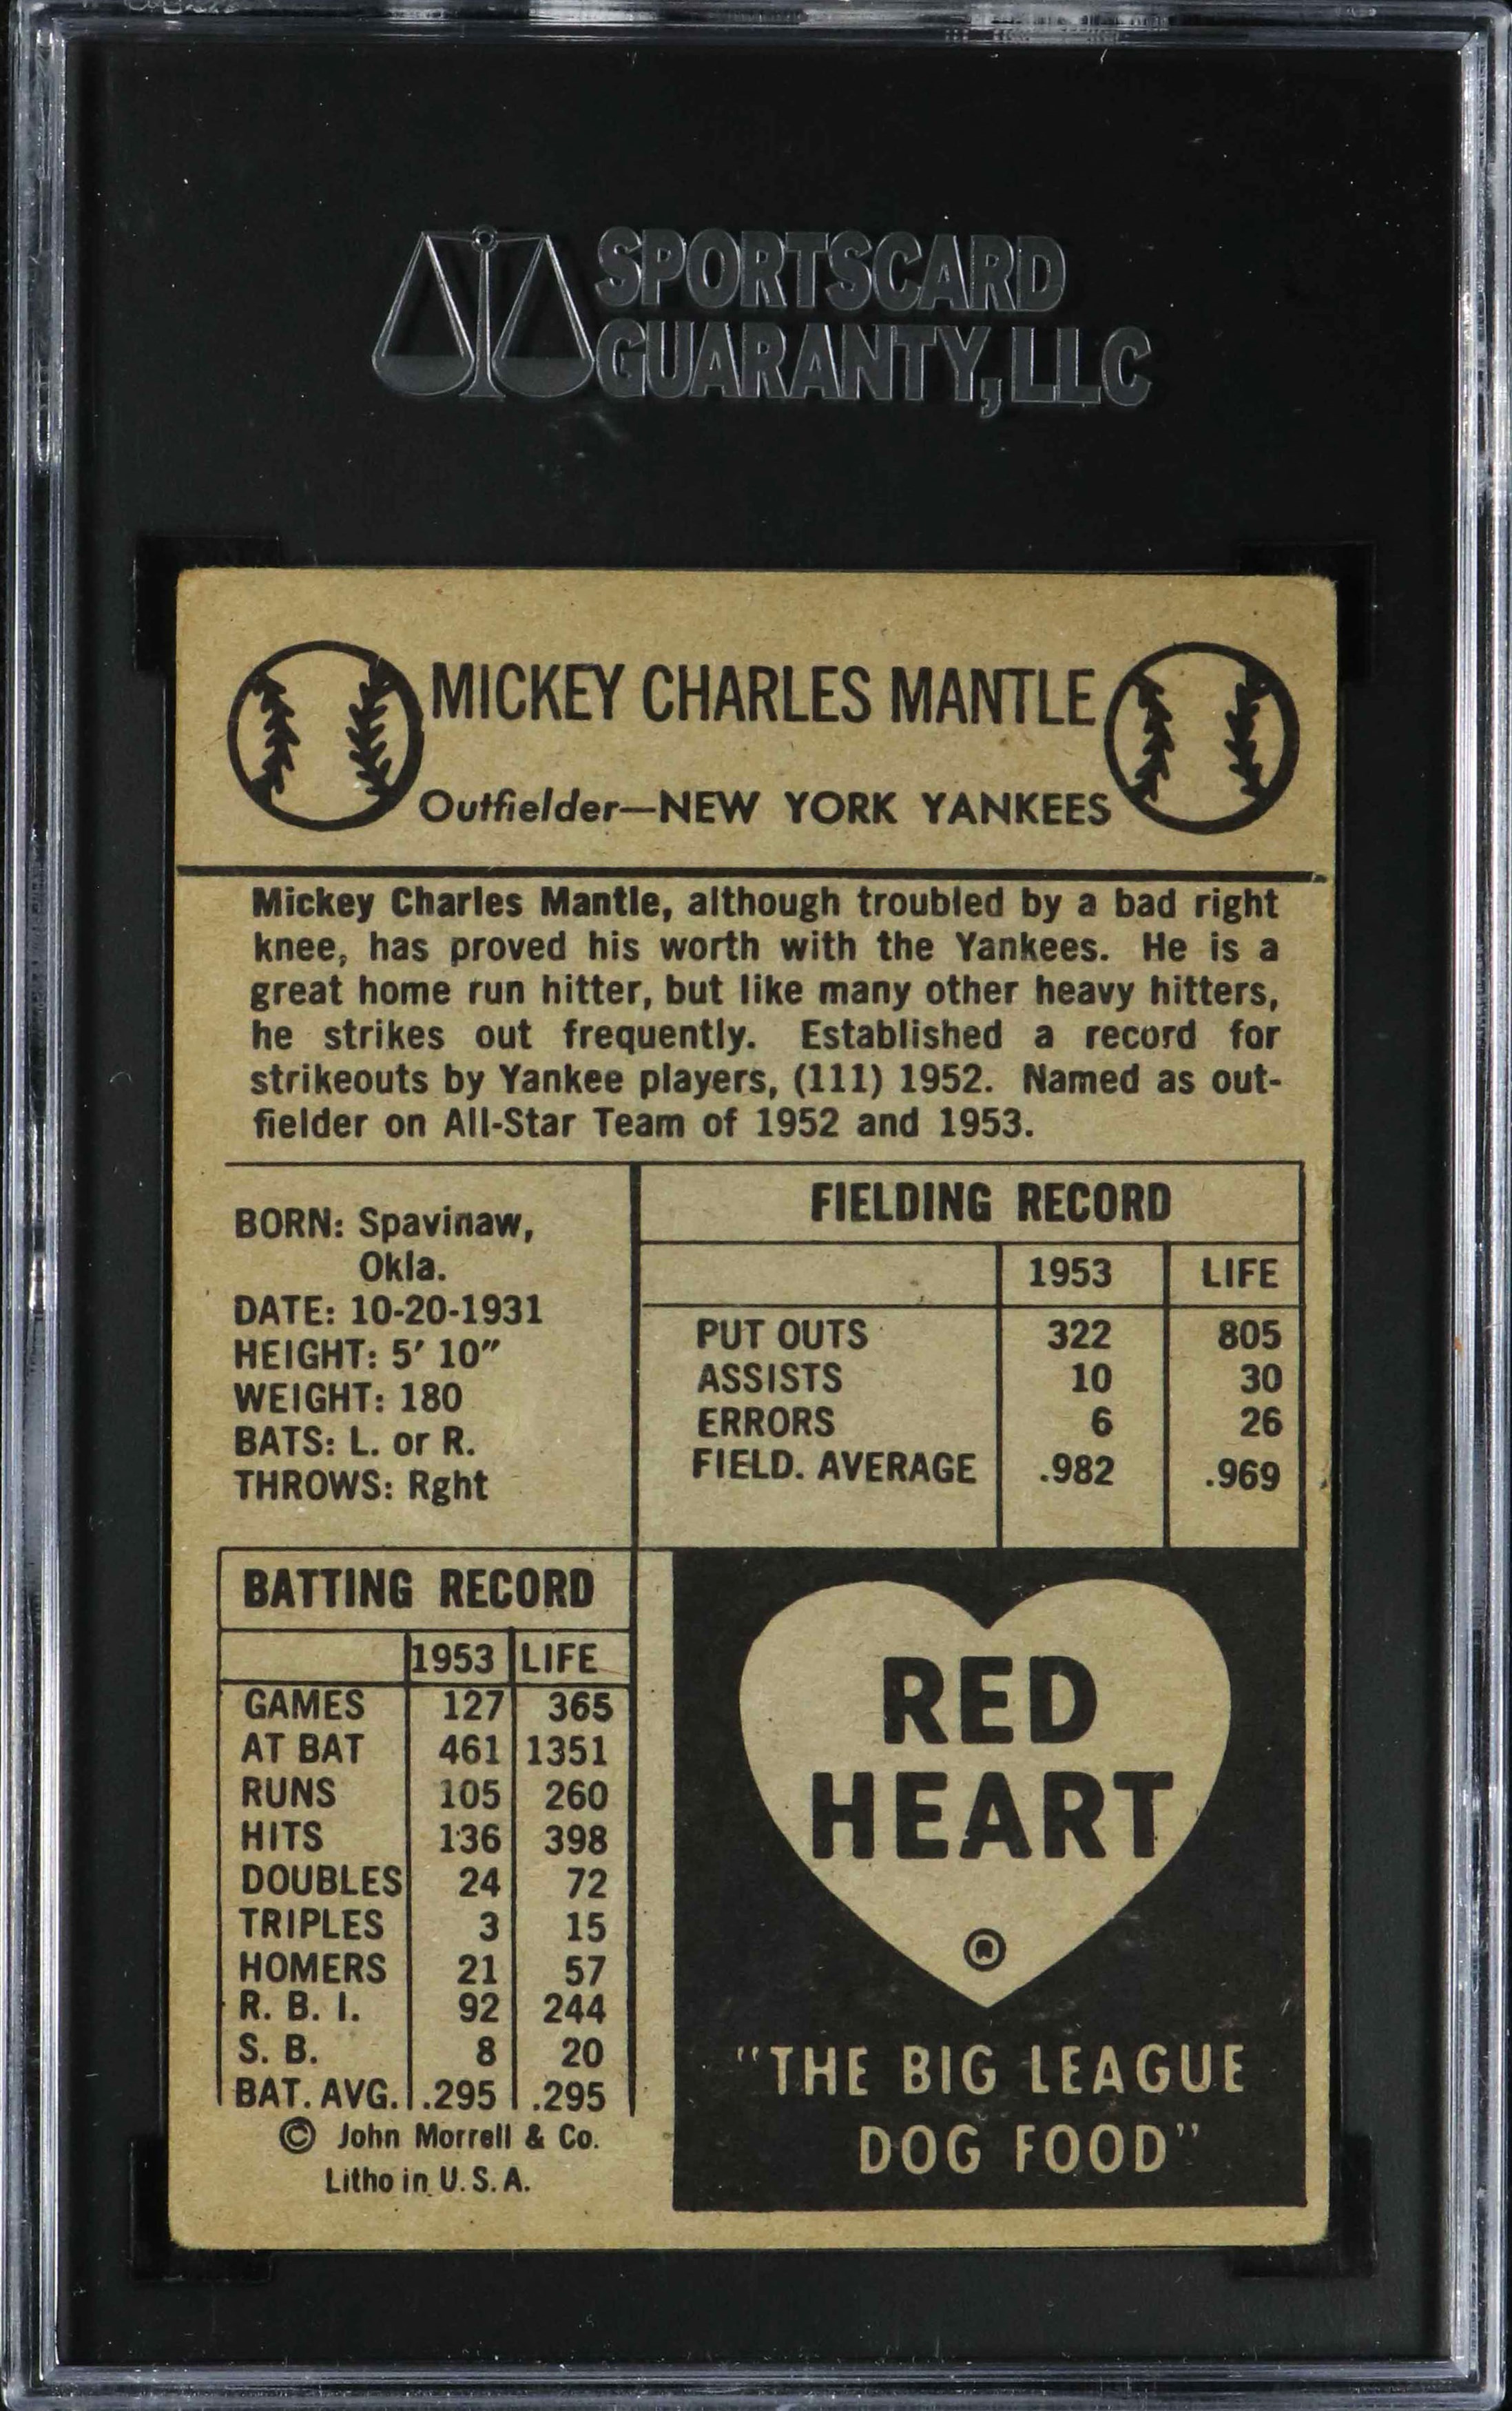 SPORTSCARD
GUARANTY, LLC
MICKEY CHARLES MANTLE
Outfielder—NEW YORK YANKEES
Mickey Charles Mantle, although troubled by a bad right
knee, has proved his worth with the Yankees. He is a
great home run hitter, but like many other heavy hitters,
he strikes out frequently. Established a record for
strikeouts by Yankee players, (111) 1952. Named as out-
fielder on All-Star Team of 1952 and 1953.
BORN: Spavinaw,
Okla.
DATE: 10-20-1931
HEIGHT: 5′ 10″
WEIGHT: 180
BATS: L. or R.
THROWS: Rght
FIELDING RECORD
1953 LIFE
PUT OUTS 322 805
ASSISTS 10 30
ERRORS 6 26
FIELD. AVERAGE .982 .969
BATTING RECORD
1953 LIFE
GAMES 127 365
AT BAT 461 1351
RUNS 105 260
HITS 136 398
DOUBLES 24 72
TRIPLES 3 15
HOMERS 21 57
R. B. I. 92 244
S. B. 8 20
BAT. AVG. .295 .295
© John Morrell & Co.
Litho in U. S. A.
RED
HEART
®
"THE BIG LEAGUE
DOG FOOD"